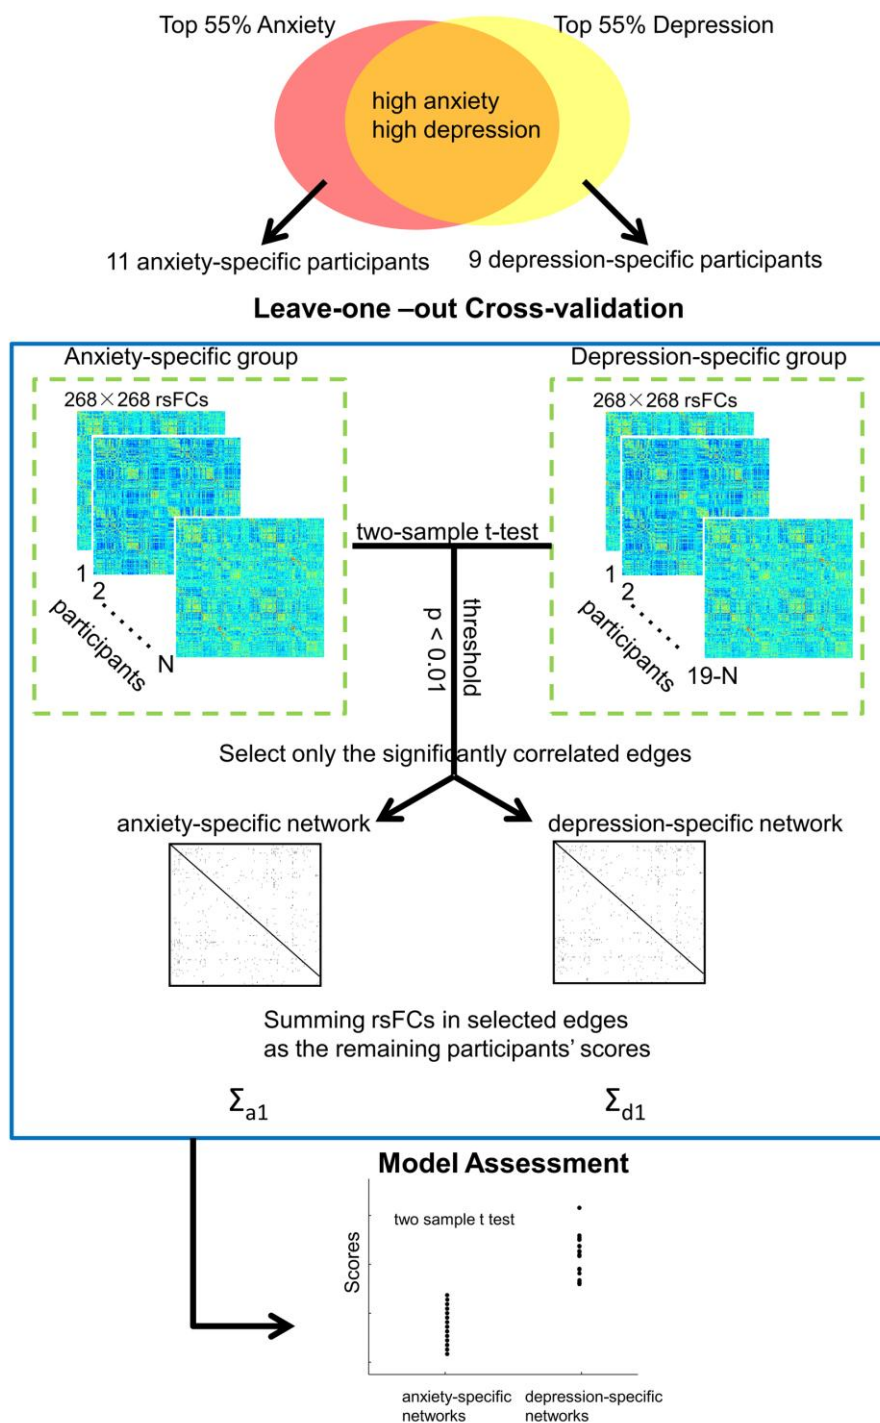 Top 55% Anxiety
Top 55% Depression
high anxiety
high depression
11 anxiety-specific participants
9 depression-specific participants
Leave-one –out Cross-validation
Anxiety-specific group
Depression-specific group
268×268 rsFCs
268×268 rsFCs
two-sample t-test
1
2
......
N
participants
threshold
p < 0.01
1
2
......
19-N
participants
Select only the significantly correlated edges
anxiety-specific network
depression-specific network
Summing rsFCs in selected edges
as the remaining participants’ scores
Σa1
Σd1
Model Assessment
two sample t test
Scores
anxiety-specific
networks
depression-specific
networks